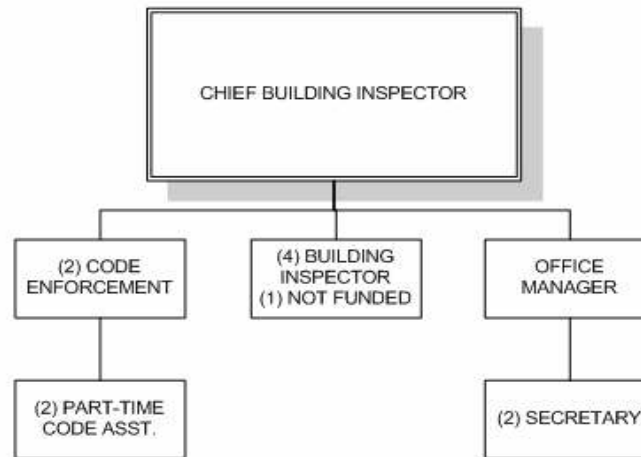 CHIEF BUILDING INSPECTOR
(2) CODE
ENFORCEMENT
(4) BUILDING
INSPECTOR
(1) NOT FUNDED
OFFICE
MANAGER
(2) PART-TIME
CODE ASST.
(2) SECRETARY